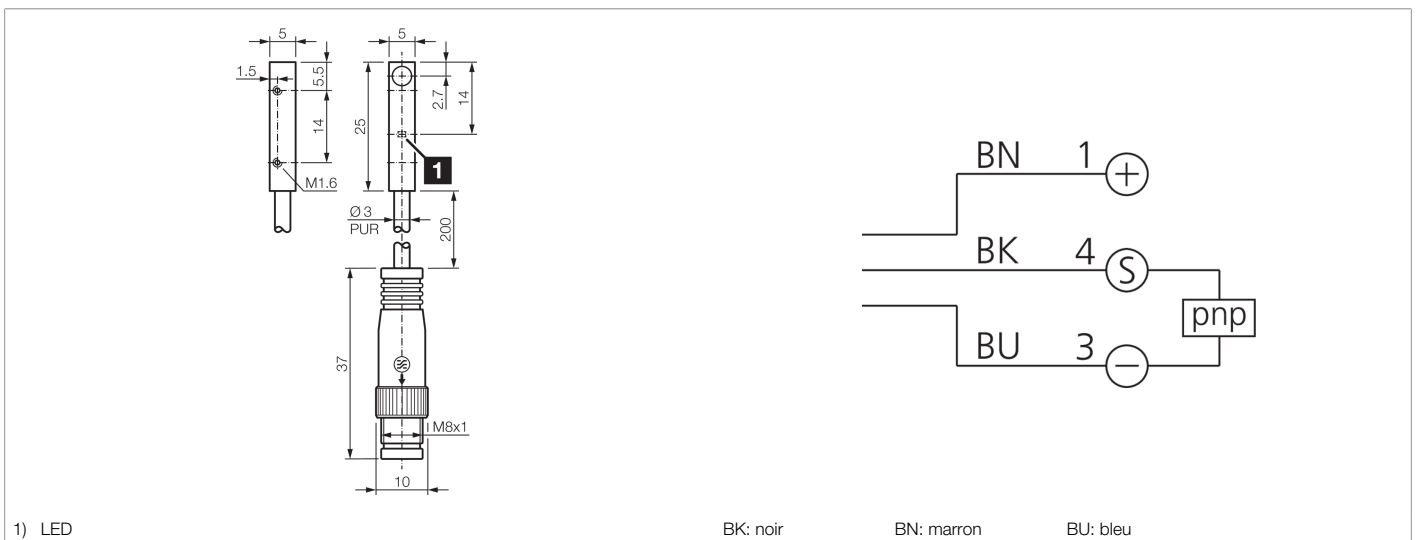 5
5
1.5
5.5
2.7
14
14
25
1
M1.6
Ø 3
PUR
200
37
M8x1
10
BN 1 +
BK 4 S
pnp
BU 3 −
1) LED
BK: noir BN: marron BU: bleu